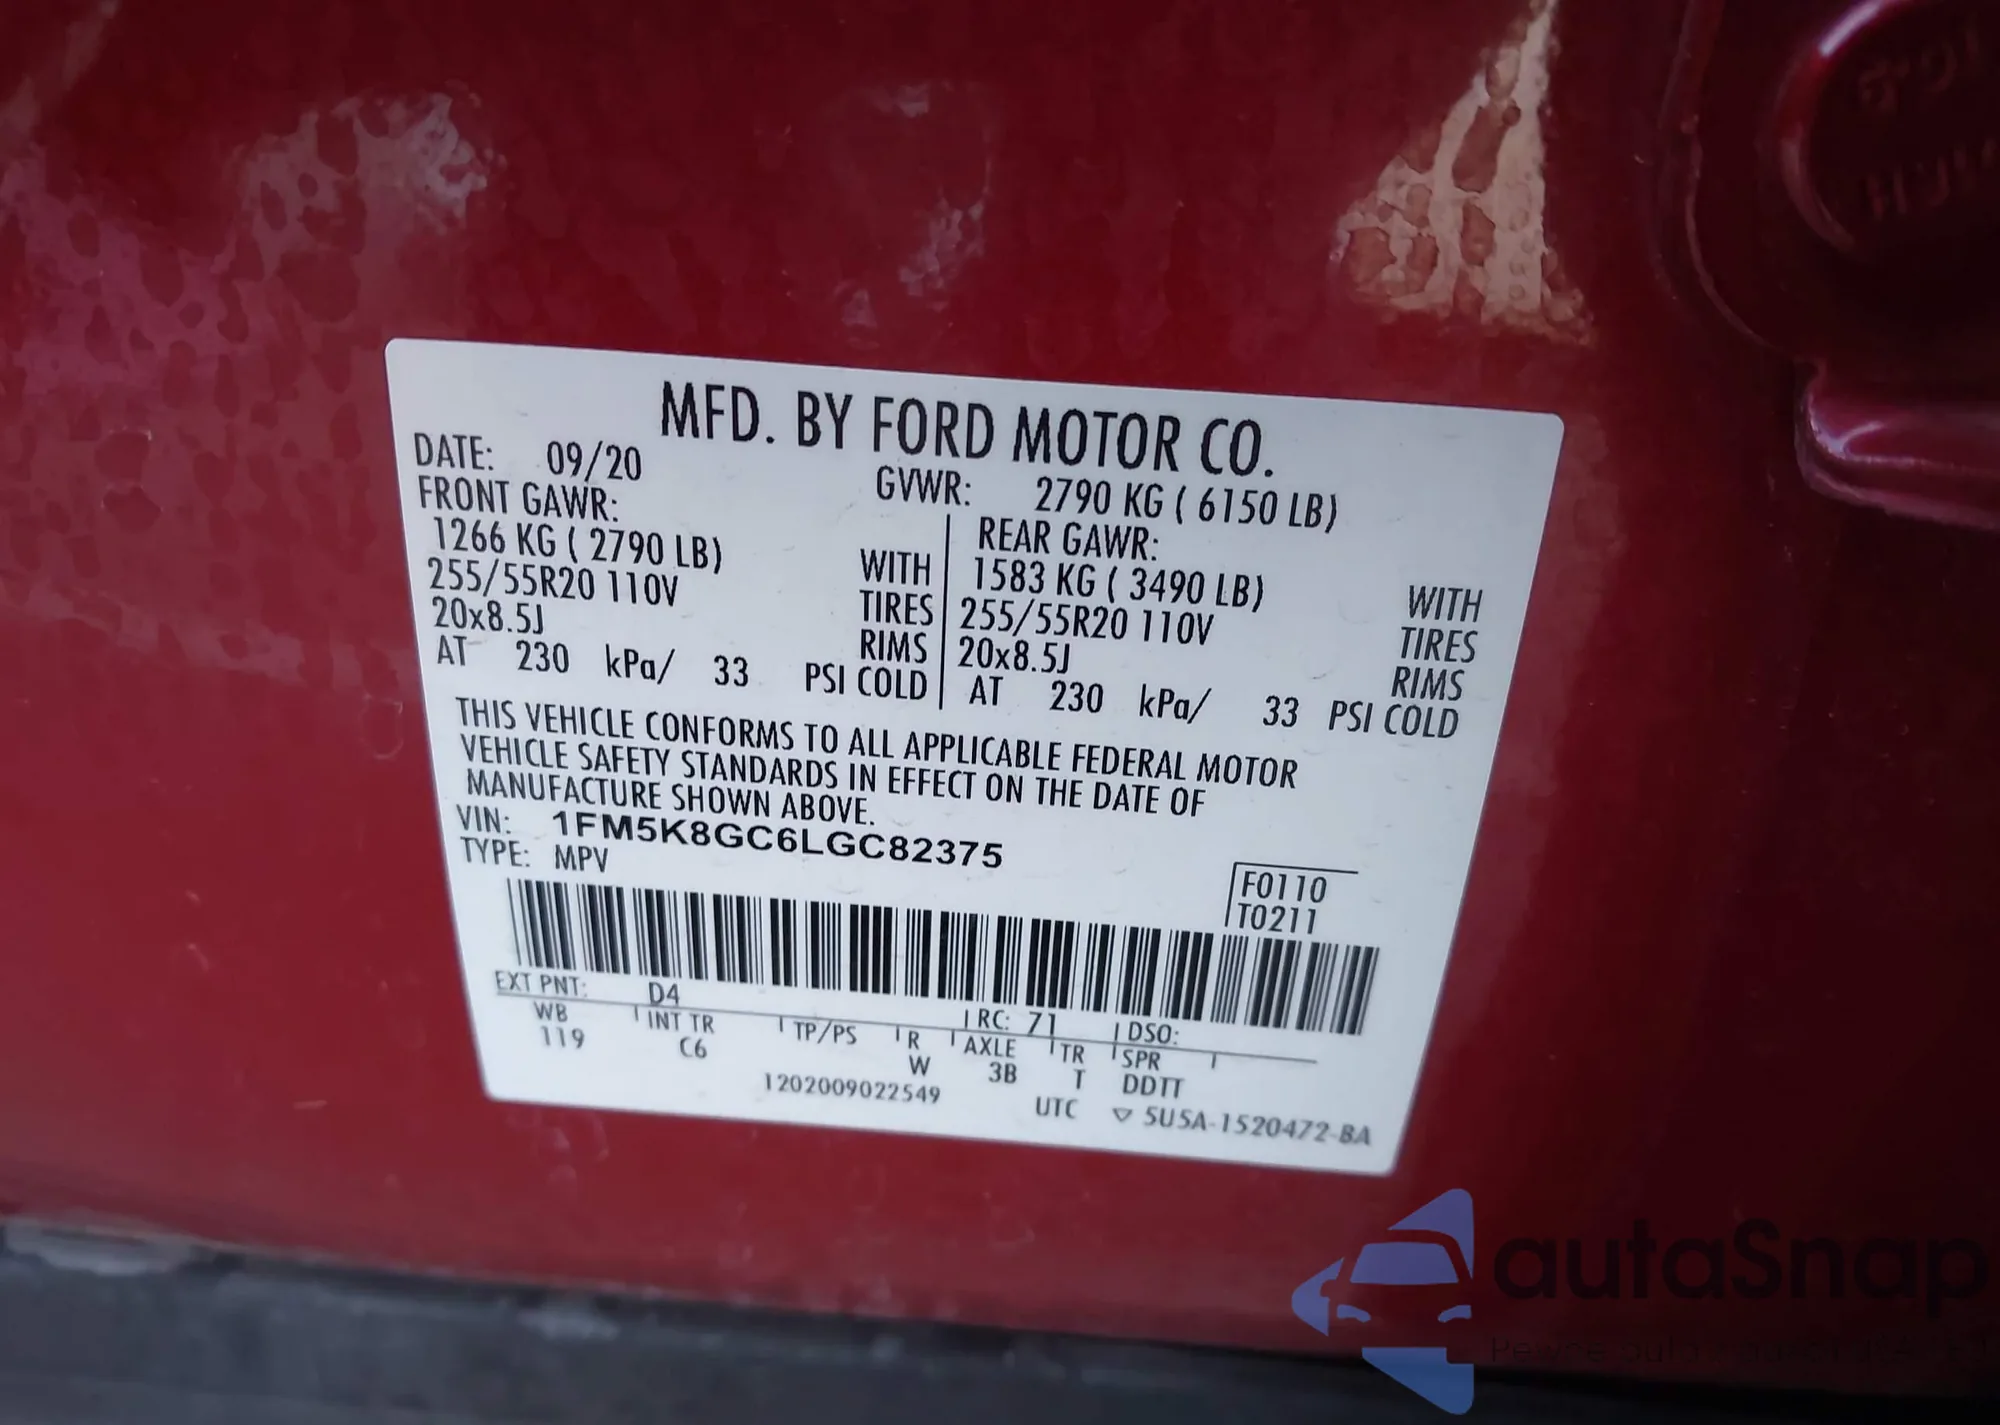 MFD. BY FORD MOTOR CO.
DATE: 09/20 GVWR: 2790 KG ( 6150 LB)
FRONT GAWR: REAR GAWR:
1266 KG ( 2790 LB) WITH 1583 KG ( 3490 LB) WITH
255/55R20 110V TIRES 255/55R20 110V TIRES
20x8.5J RIMS 20x8.5J RIMS
AT 230 kPa/ 33 PSI COLD AT 230 kPa/ 33 PSI COLD
THIS VEHICLE CONFORMS TO ALL APPLICABLE FEDERAL MOTOR
VEHICLE SAFETY STANDARDS IN EFFECT ON THE DATE OF
MANUFACTURE SHOWN ABOVE.
VIN: 1FM5K8GC6LGC82375
TYPE: MPV
F0110
T0211
EXT PNT: D4 RC: 71 DSO:
WB INT TR TP/PS R AXLE TR SPR
119 C6 W 3B T DDTT
1202009022549 UTC ▽ 5U5A-1520472-BA
autaSnap